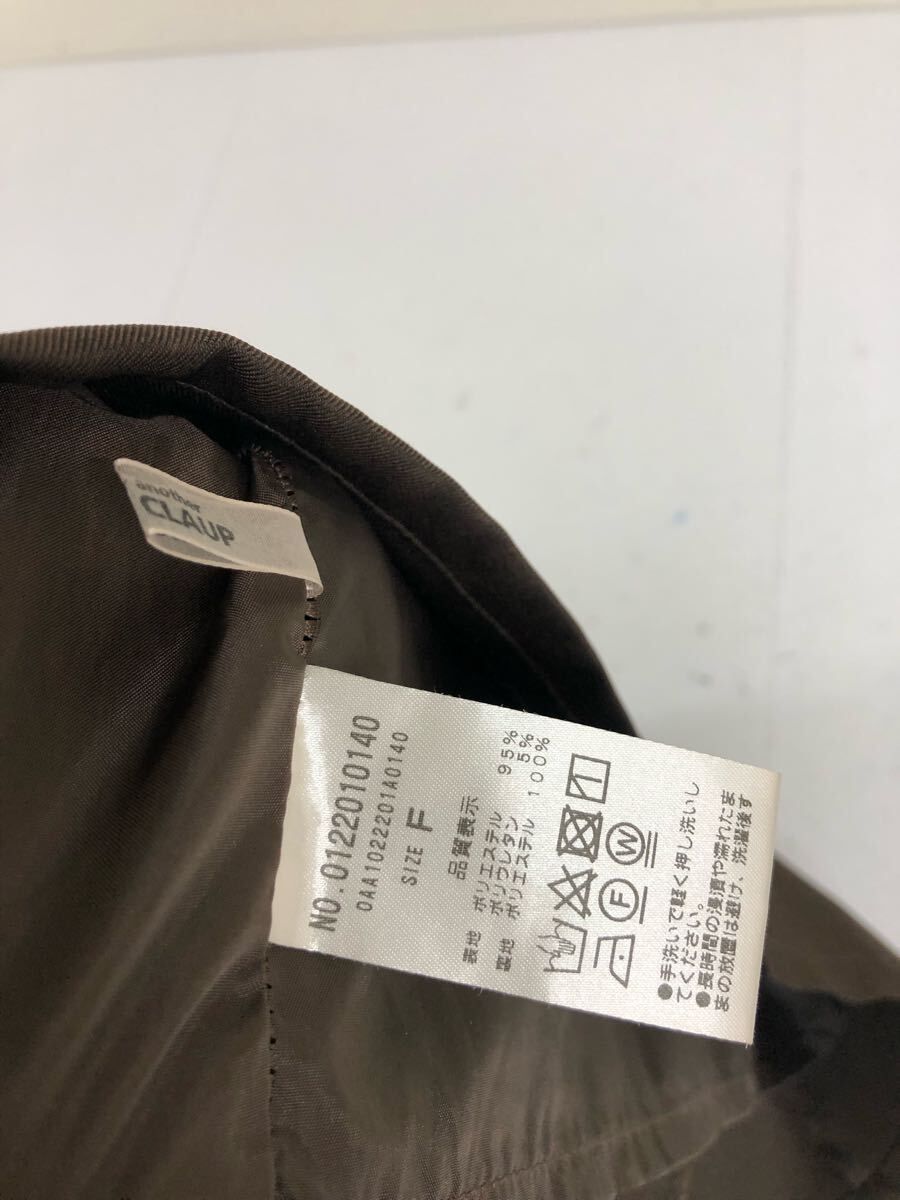 another
CLAUP
NO.0122010140
0AA1022201A0140
SIZE F
品質表示
表地 ポリエステル 95%
ポリウレタン 5%
裏地 ポリエステル 100%
F W
●手洗いで軽く押し洗いし
てください。
●長時間の浸漬や濡れたま
まの放置は避け、洗濯後す